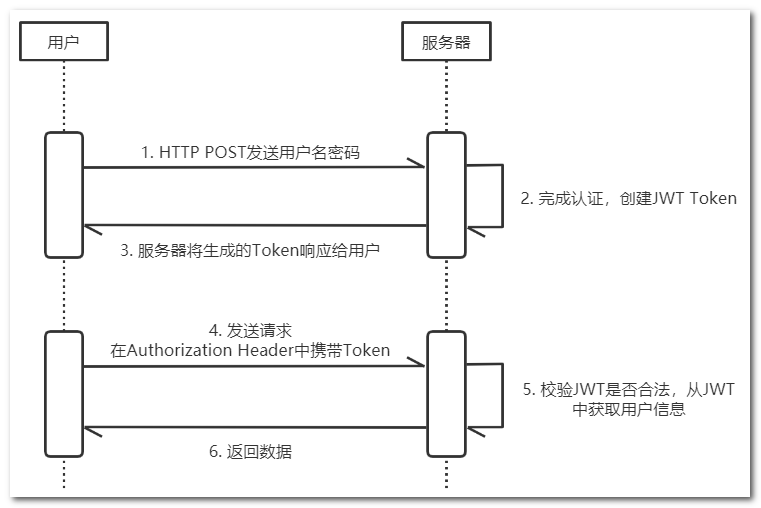 用户
服务器
1. HTTP POST发送用户名密码
2. 完成认证，创建JWT Token
3. 服务器将生成的Token响应给用户
4. 发送请求
在Authorization Header中携带Token
5. 校验JWT是否合法，从JWT
中获取用户信息
6. 返回数据